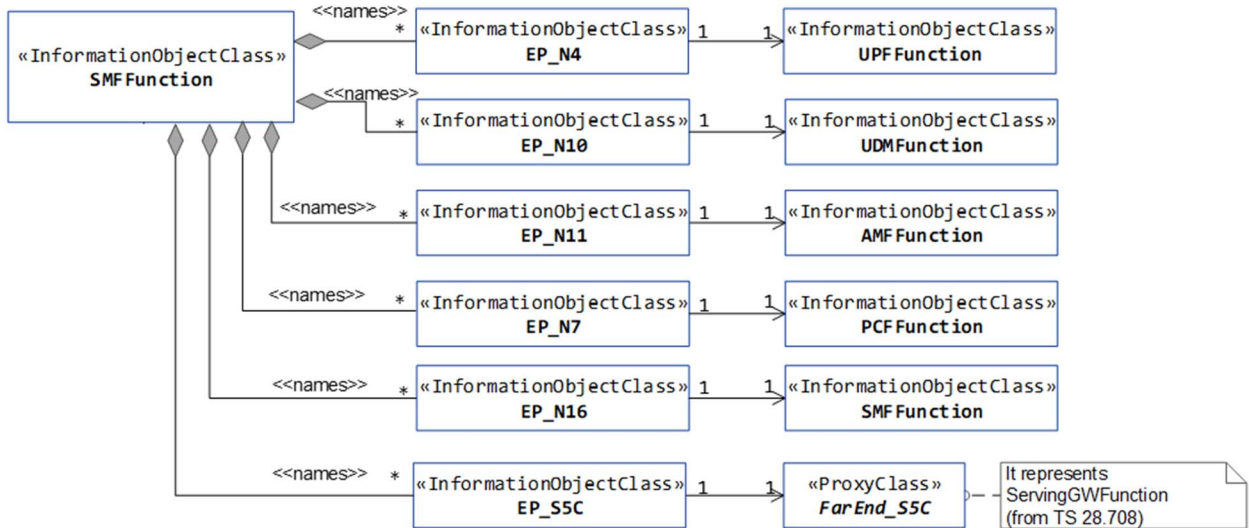 <<names>>
«InformationObjectClass»
SMFFunction
*
«InformationObjectClass»
EP_N4
1
1
«InformationObjectClass»
UPFFunction
<<names>>
*
«InformationObjectClass»
EP_N10
1
1
«InformationObjectClass»
UDMFunction
<<names>>
*
«InformationObjectClass»
EP_N11
1
1
«InformationObjectClass»
AMFFunction
<<names>>
*
«InformationObjectClass»
EP_N7
1
1
«InformationObjectClass»
PCFFunction
<<names>>
*
«InformationObjectClass»
EP_N16
1
1
«InformationObjectClass»
SMFFunction
<<names>>
*
«InformationObjectClass»
EP_S5C
1
1
«ProxyClass»
FarEnd_S5C
It represents
ServingGWFunction
(from TS 28.708)